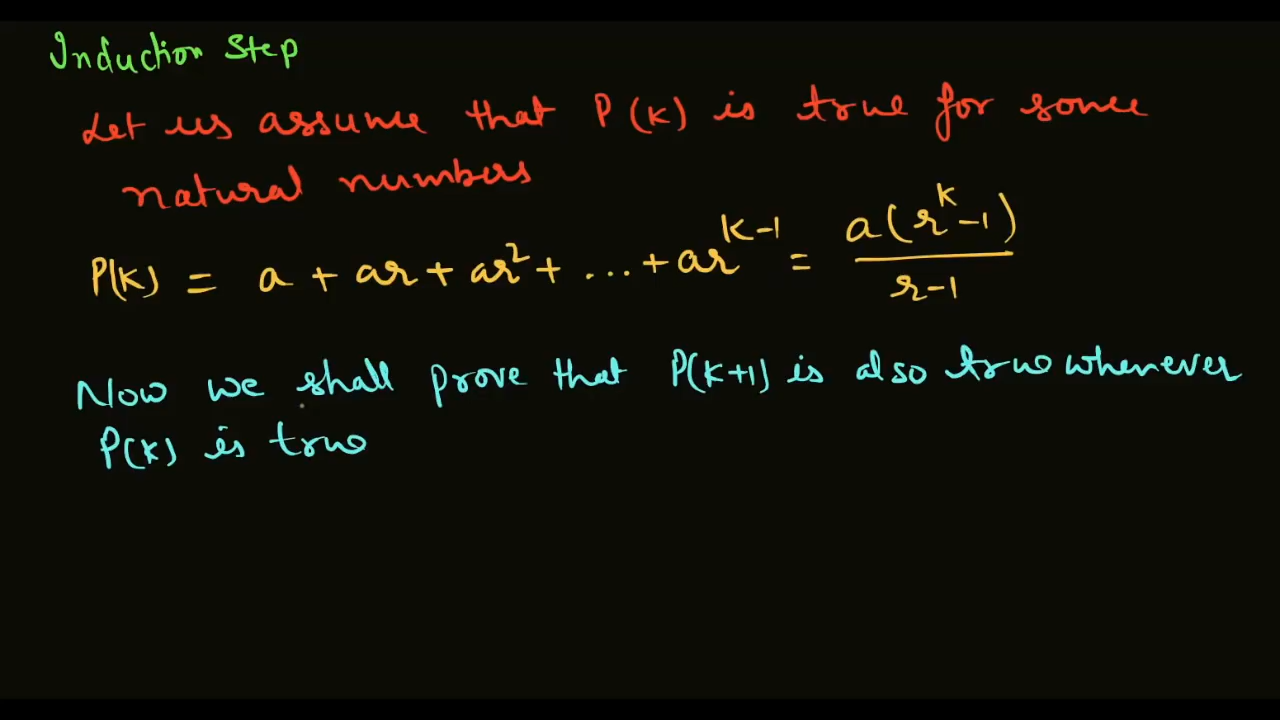 Induction Step
Let us assume that P(k) is true for some
natural numbers
P(k) = a + ar + ar² + ... + ar^(k-1) = a(r^k - 1) / (r-1)
Now we shall prove that P(k+1) is also true whenever
P(k) is true